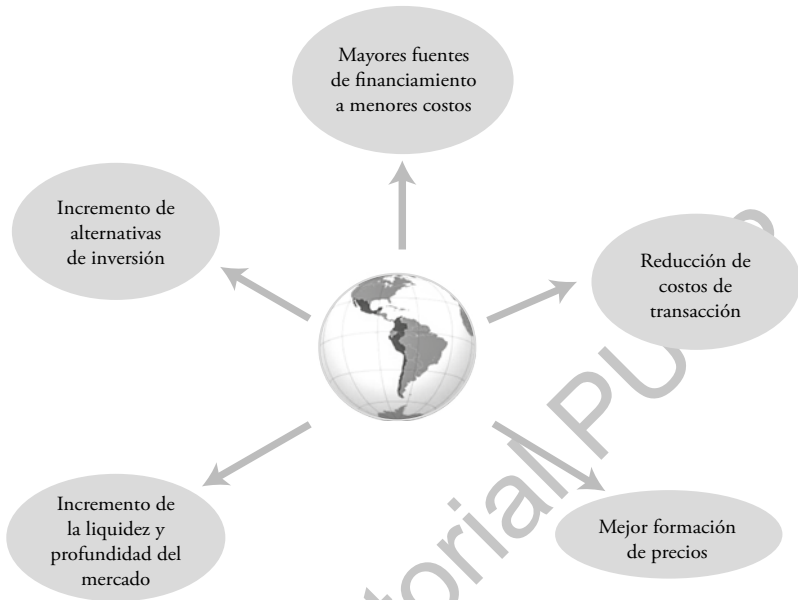 Mayores fuentes
de financiamiento
a menores costos
Incremento de
alternativas
de inversión
Reducción de
costos de
transacción
Incremento de
la liquidez y
profundidad del
mercado
Mejor formación
de precios